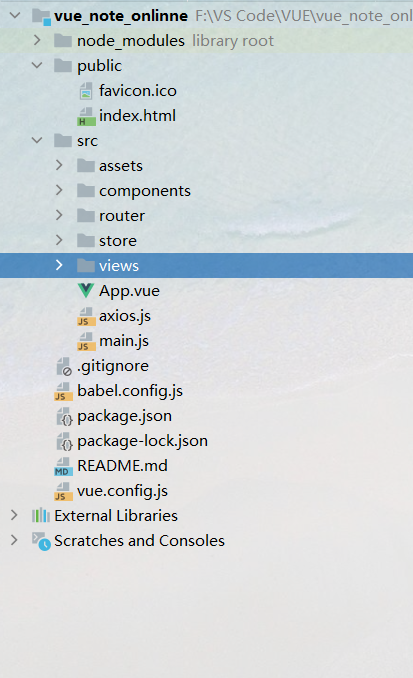 vue_note_onlinne F:\VS Code\VUE\vue_note_onl
node_modules library root
public
favicon.ico
index.html
src
assets
components
router
store
views
App.vue
axios.js
main.js
.gitignore
babel.config.js
package.json
package-lock.json
README.md
vue.config.js
External Libraries
Scratches and Consoles